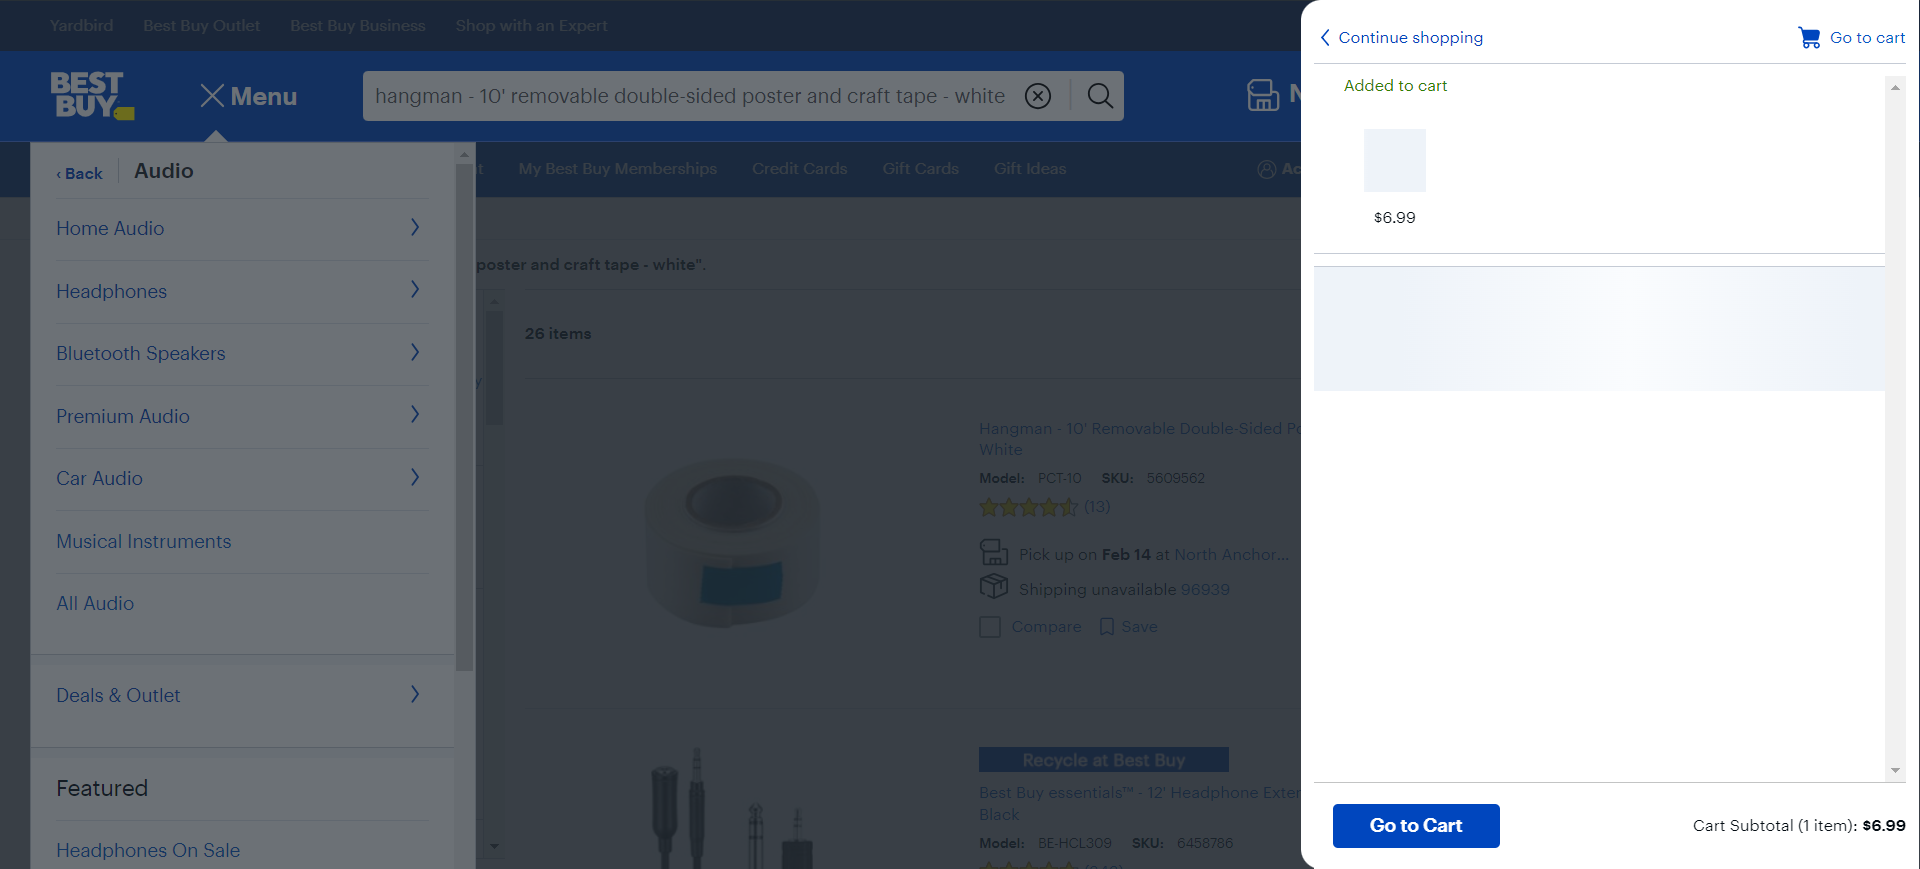 Yardbird Best Buy Outlet Best Buy Business Shop with an Expert
BEST BUY
Menu
hangman - 10' removable double-sided poster and craft tape - white
My Best Buy Memberships Credit Cards Gift Cards Gift Ideas
‹ Back Audio
Home Audio
Headphones
Bluetooth Speakers
Premium Audio
Car Audio
Musical Instruments
All Audio
Deals & Outlet
Featured
Headphones On Sale
poster and craft tape - white".
26 items
Hangman - 10' Removable Double-Sided
White
Model: PCT-10 SKU: 5609562
(13)
Pick up on Feb 14 at North Anchor...
Shipping unavailable 96939
Compare Save
Recycle at Best Buy
Best Buy essentials™ - 12' Headphone
Black
Model: BE-HCL309 SKU: 6458786
Continue shopping Go to cart
Added to cart
$6.99
Go to Cart Cart Subtotal (1 item): $6.99